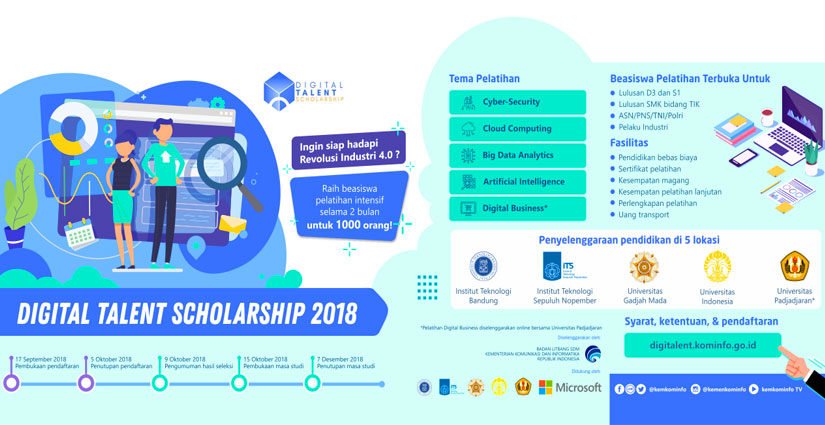 DIGITAL
TALENT
SCHOLARSHIP
Ingin siap hadapi
Revolusi Industri 4.0 ?
Raih beasiswa
pelatihan intensif
selama 2 bulan
untuk 1000 orang!
DIGITAL TALENT SCHOLARSHIP 2018
17 September 2018
Pembukaan pendaftaran
5 Oktober 2018
Penutupan pendaftaran
9 Oktober 2018
Pengumuman hasil seleksi
15 Oktober 2018
Pembukaan masa studi
7 Desember 2018
Penutupan masa studi
Tema Pelatihan
Cyber-Security
Cloud Computing
Big Data Analytics
Artificial Intelligence
Digital Business*
Beasiswa Pelatihan Terbuka Untuk
Lulusan D3 dan S1
Lulusan SMK bidang TIK
ASN/PNS/TNI/Polri
Pelaku Industri
Fasilitas
Pendidikan bebas biaya
Sertifikat pelatihan
Kesempatan magang
Kesempatan pelatihan lanjutan
Perlengkapan pelatihan
Uang transport
Penyelenggaraan pendidikan di 5 lokasi
Institut Teknologi
Bandung
ITS
Institut Teknologi
Sepuluh Nopember
Universitas
Gadjah Mada
Universitas
Indonesia
Universitas
Padjadjaran*
*Pelatihan Digital Business diselenggarakan online bersama Universitas Padjadjaran
Diselenggarakan oleh:
BADAN LITBANG SDM
KEMENTERIAN KOMUNIKASI DAN INFORMATIKA
REPUBLIK INDONESIA
Didukung oleh:
ITS
Microsoft
Syarat, ketentuan, & pendaftaran
digitalent.kominfo.go.id
@kemkominfo
@kemenkominfo
kemkominfo TV